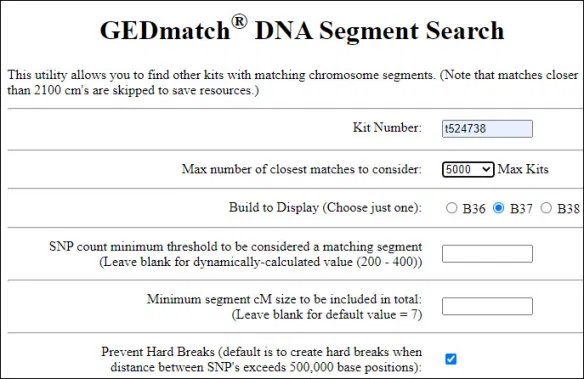 GEDmatch® DNA Segment Search
This utility allows you to find other kits with matching chromosome segments. (Note that matches closer
than 2100 cm's are skipped to save resources.)
Kit Number: t524738
Max number of closest matches to consider: 5000 Max Kits
Build to Display (Choose just one): B36 B37 B38
SNP count minimum threshold to be considered a matching segment
(Leave blank for dynamically-calculated value (200 - 400))
Minimum segment cM size to be included in total:
(Leave blank for default value = 7)
Prevent Hard Breaks (default is to create hard breaks when
distance between SNP's exceeds 500,000 base positions):